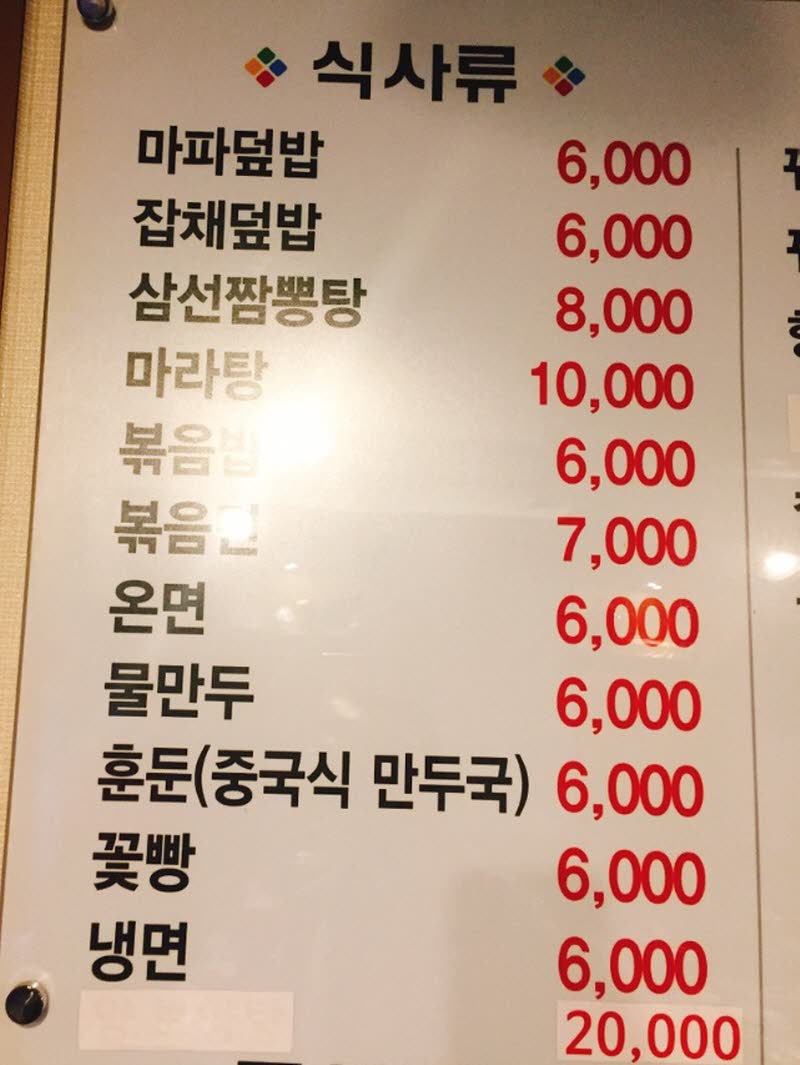 식사류
마파덮밥 6,000
잡채덮밥 6,000
삼선짬뽕탕 8,000
마라탕 10,000
볶음밥 6,000
볶음면 7,000
온면 6,000
물만두 6,000
훈둔(중국식 만두국) 6,000
꽃빵 6,000
냉면 6,000
20,000